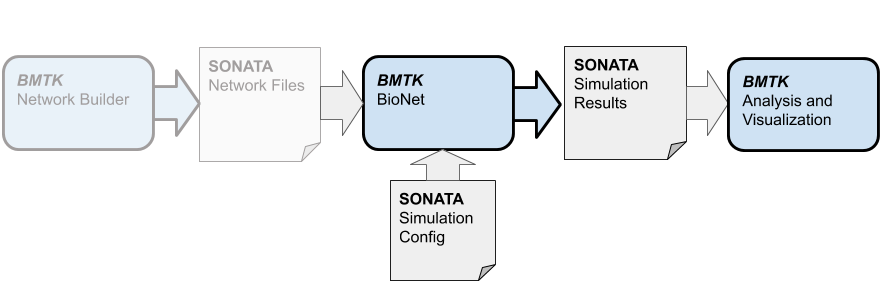 BMTK
Network Builder
SONATA
Network Files
BMTK
BioNet
SONATA
Simulation
Results
BMTK
Analysis and
Visualization
SONATA
Simulation
Config